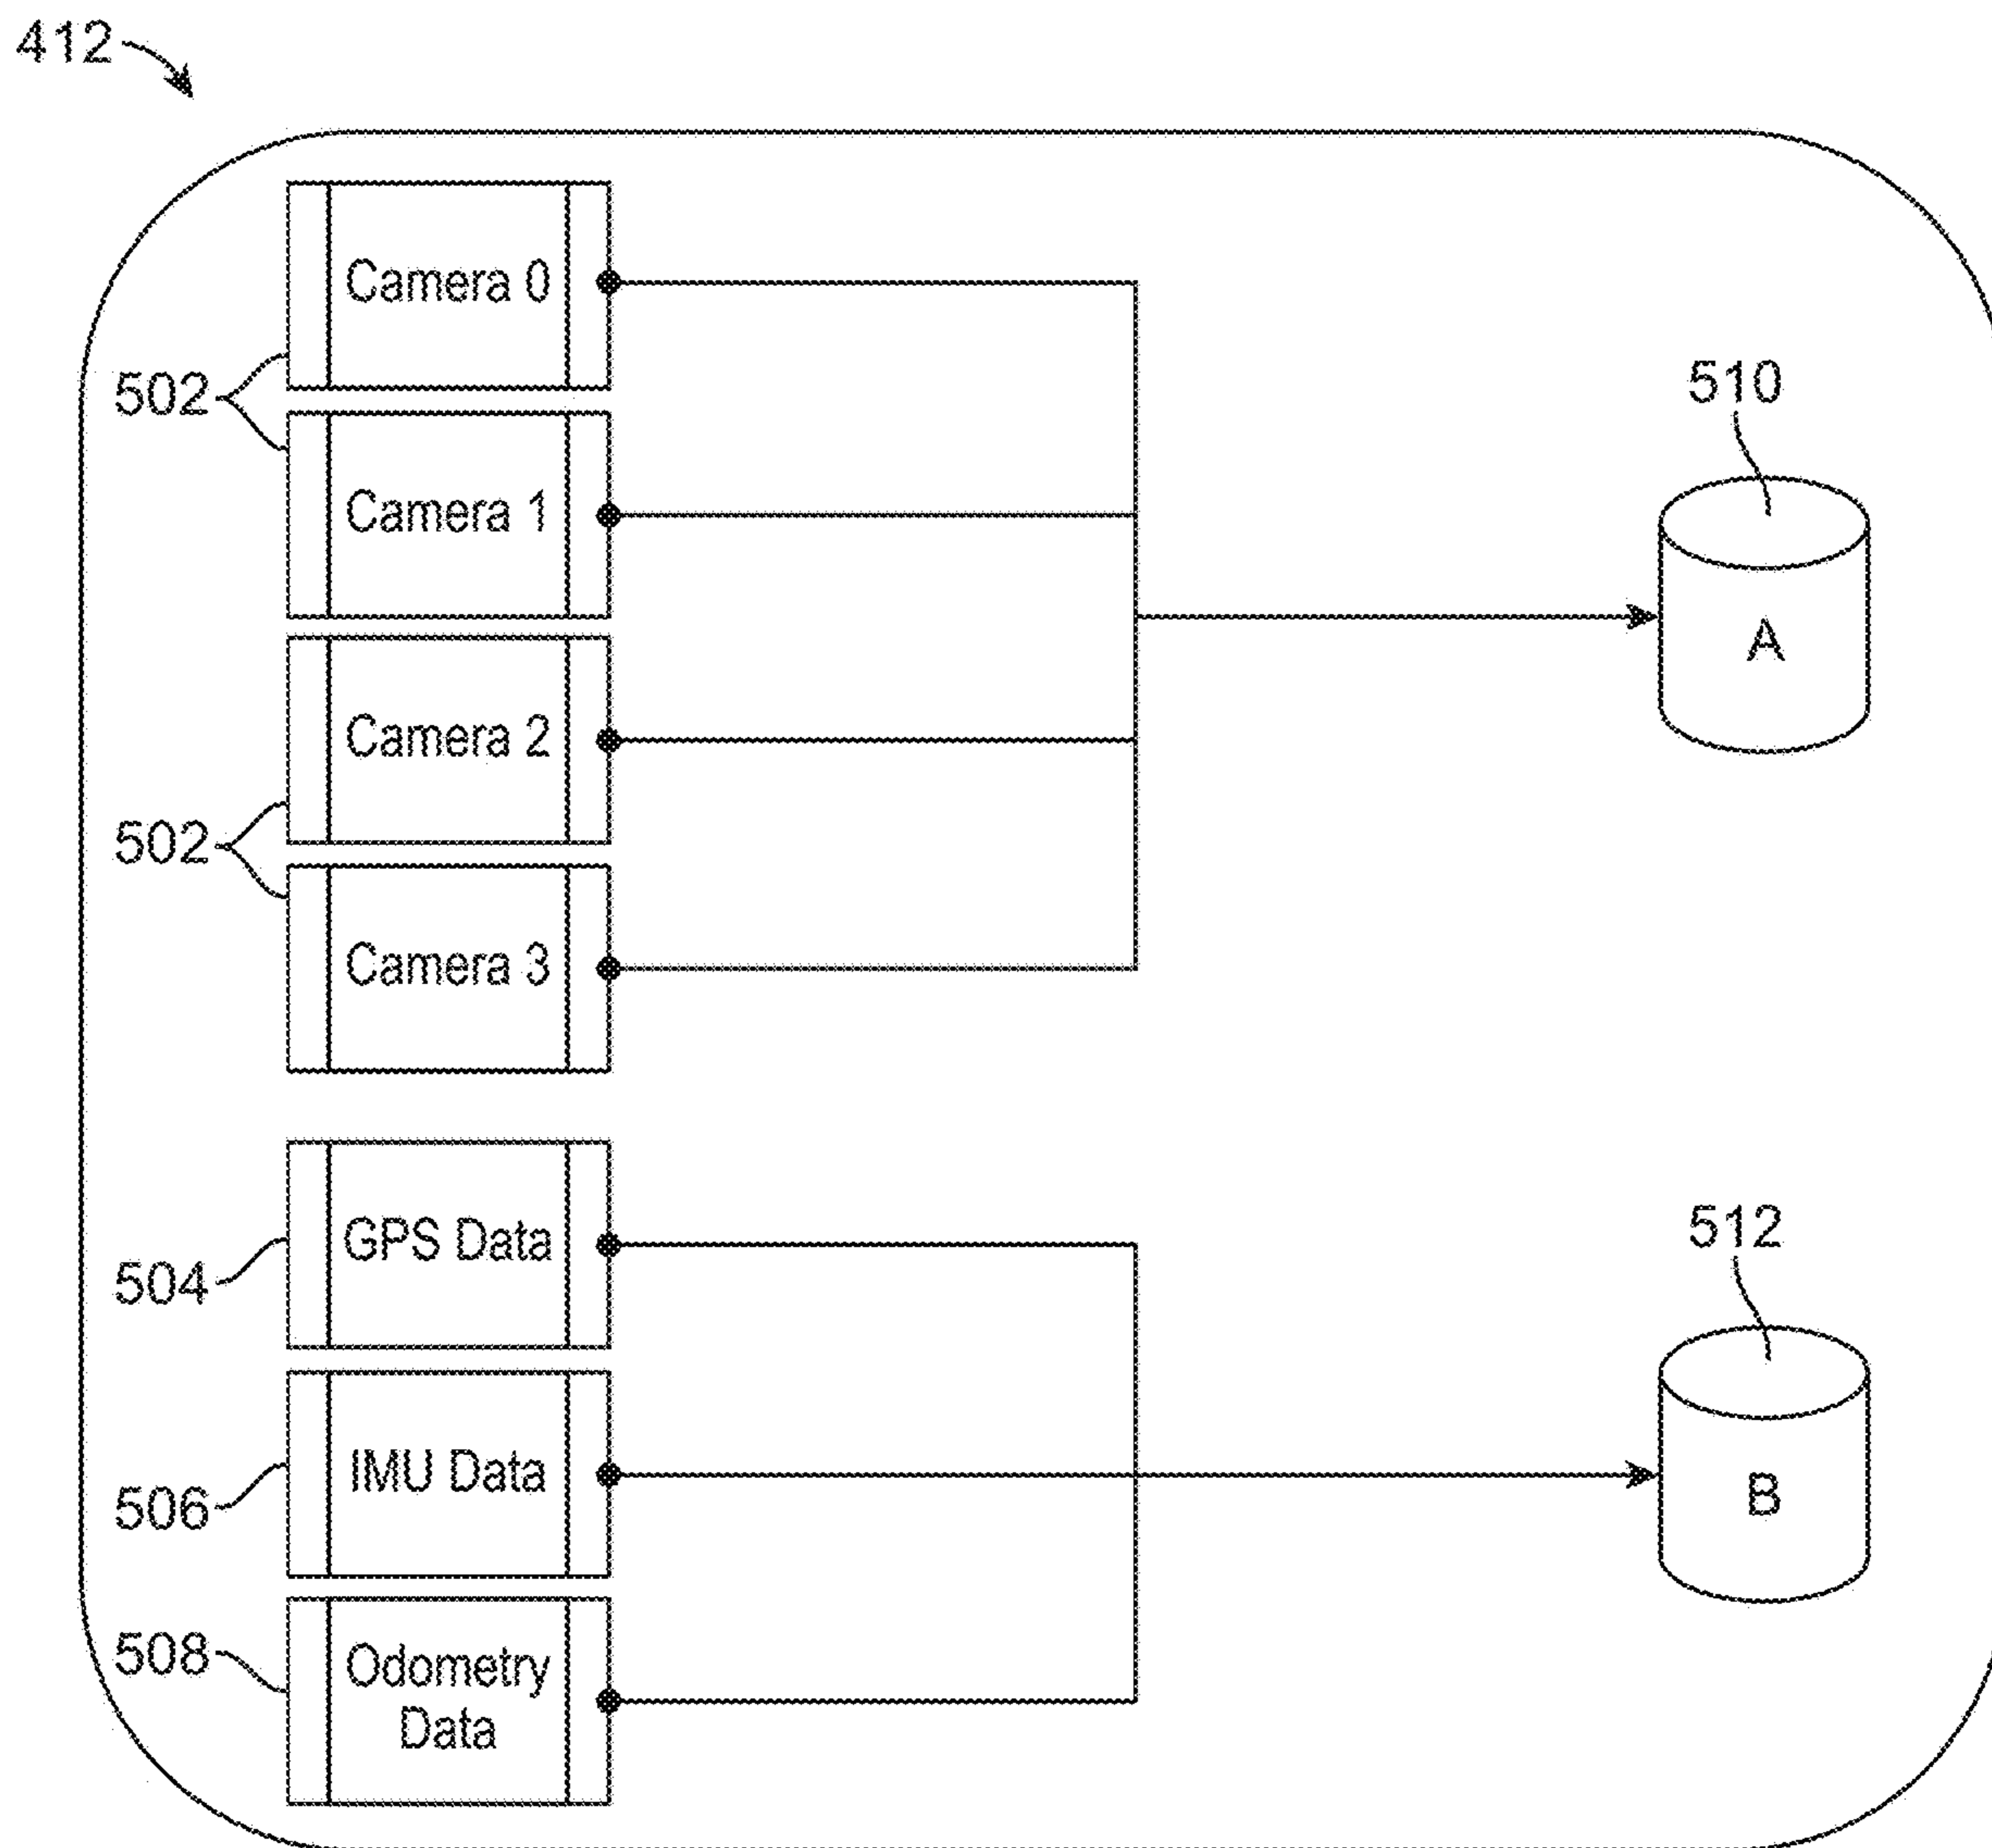 412
Camera 0
502
510
Camera 1
A
Camera 2
502
Camera 3
GPS Data
504
512
IMU Data
506
B
508
Odometry
Data